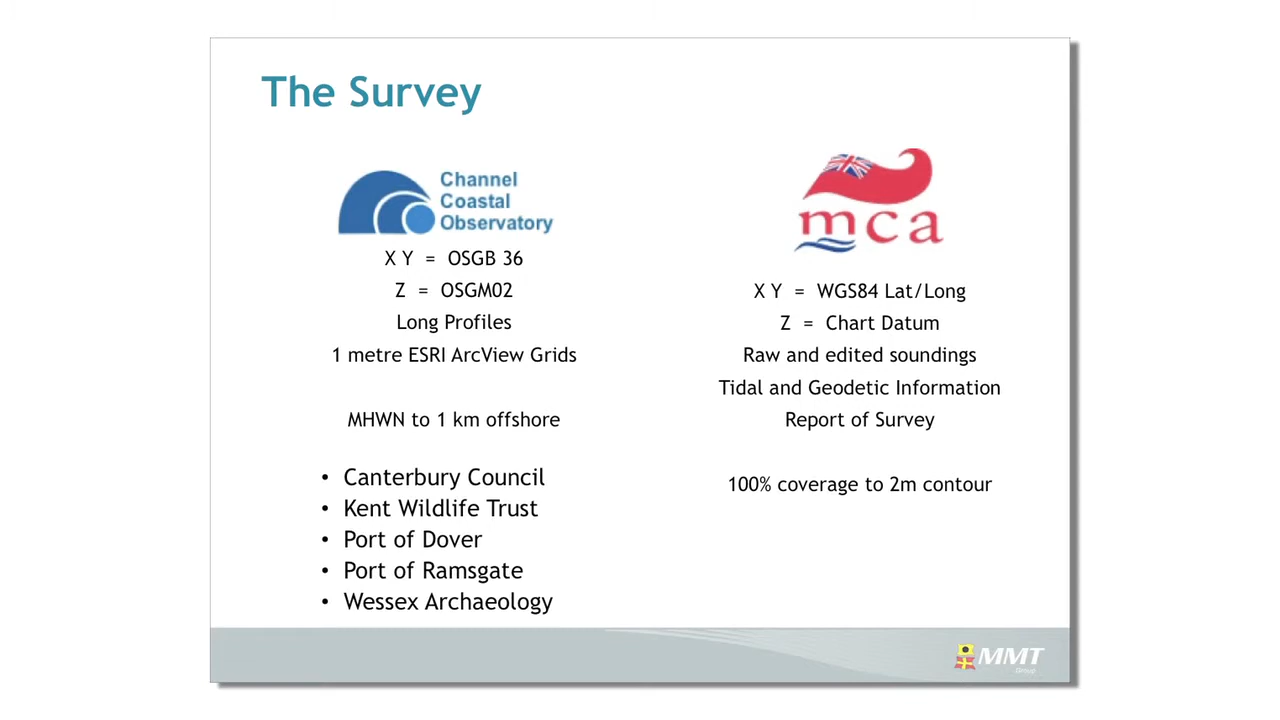 The Survey
Channel
Coastal
Observatory
X Y = OSGB 36
Z = OSGM02
Long Profiles
1 metre ESRI ArcView Grids
MHWN to 1 km offshore
• Canterbury Council
• Kent Wildlife Trust
• Port of Dover
• Port of Ramsgate
• Wessex Archaeology
mca
X Y = WGS84 Lat/Long
Z = Chart Datum
Raw and edited soundings
Tidal and Geodetic Information
Report of Survey
100% coverage to 2m contour
MMT
Group